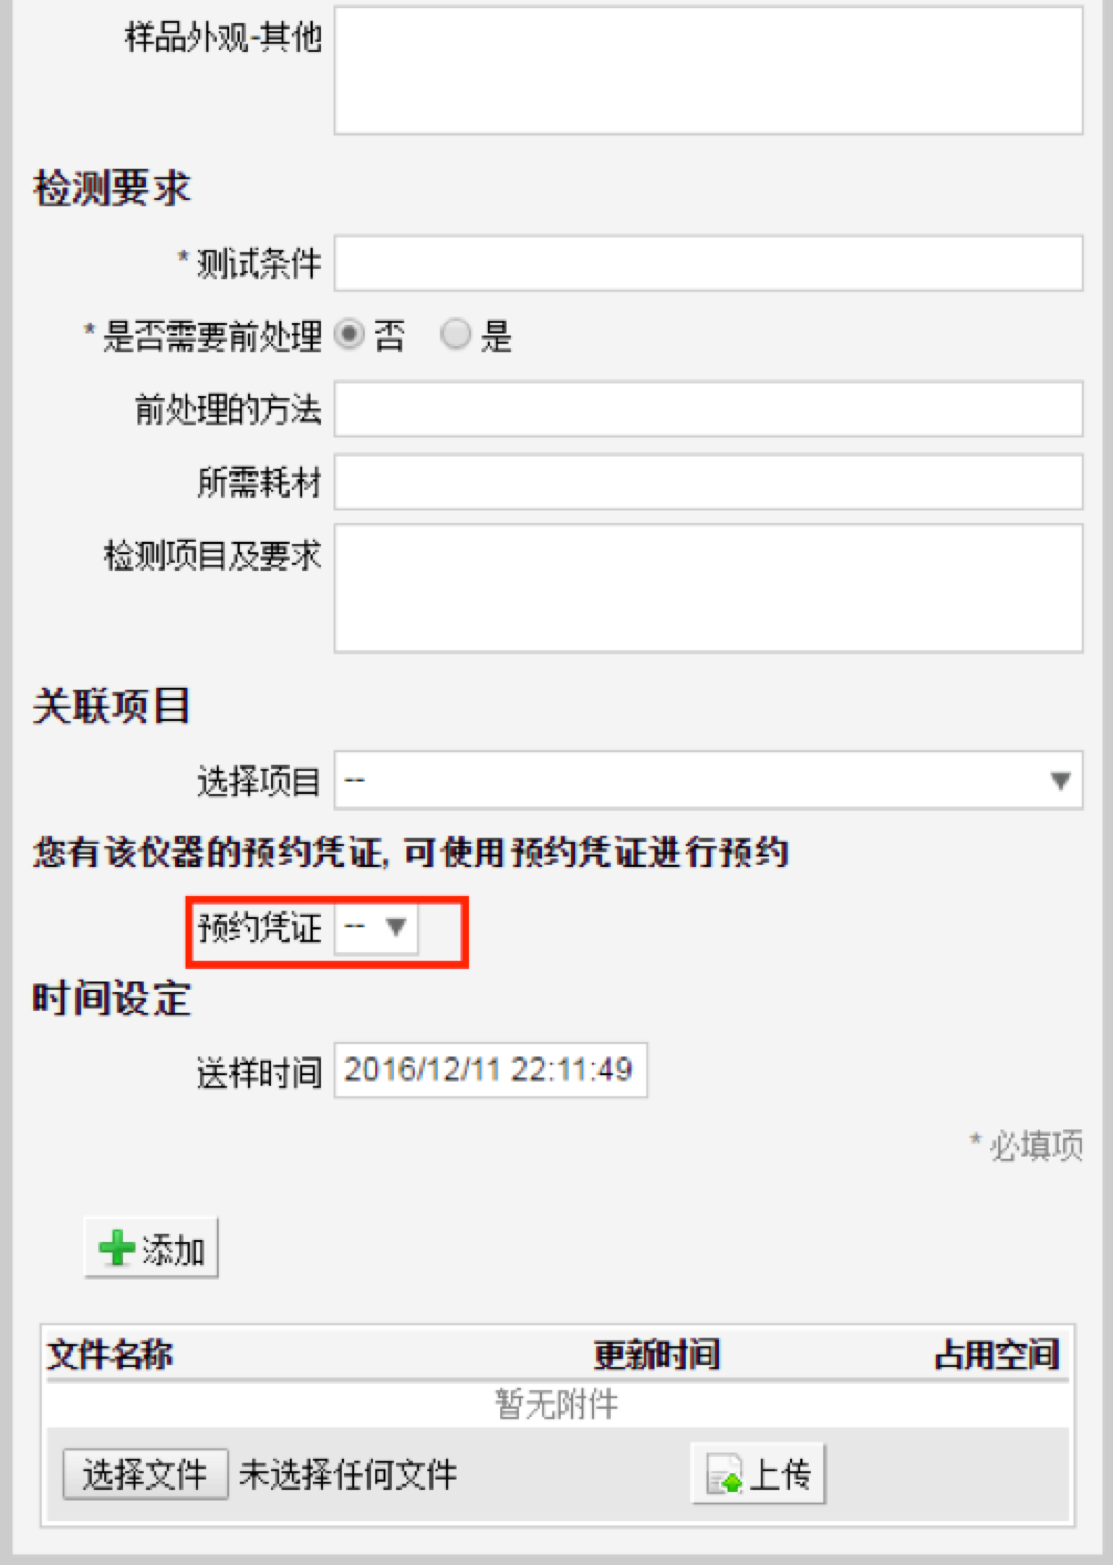 样品外观-其他
检测要求
* 测试条件
* 是否需要前处理 否 是
前处理的方法
所需耗材
检测项目及要求
关联项目
选择项目 --
您有该仪器的预约凭证, 可使用预约凭证进行预约
预约凭证 --
时间设定
送样时间 2016/12/11 22:11:49
* 必填项
添加
文件名称 更新时间 占用空间
暂无附件
选择文件 未选择任何文件 上传